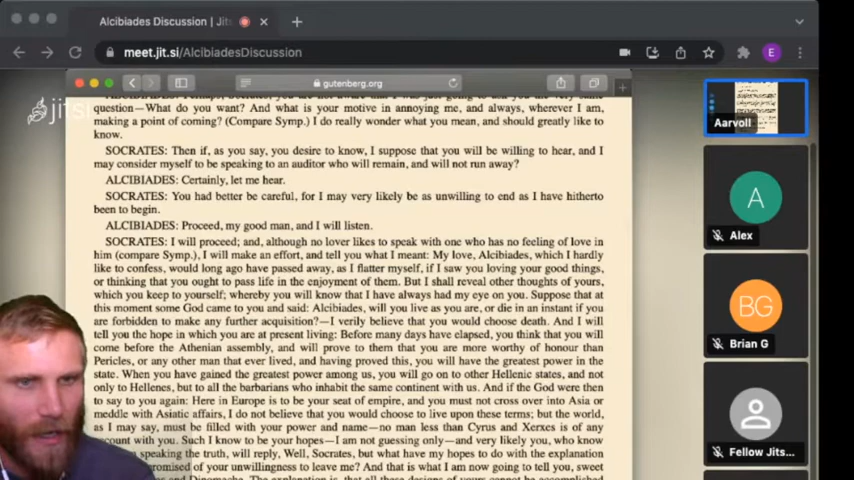 Alcibiades Discussion | Jits
meet.jit.si/AlcibiadesDiscussion
E
gutenberg.org
jitsi
question—What do you want? And what is your motive in annoying me, and always, wherever I am,
making a point of coming? (Compare Symp.) I do really wonder what you mean, and should greatly like to
know.
SOCRATES: Then if, as you say, you desire to know, I suppose that you will be willing to hear, and I
may consider myself to be speaking to an auditor who will remain, and will not run away?
ALCIBIADES: Certainly, let me hear.
SOCRATES: You had better be careful, for I may very likely be as unwilling to end as I have hitherto
been to begin.
ALCIBIADES: Proceed, my good man, and I will listen.
SOCRATES: I will proceed; and, although no lover likes to speak with one who has no feeling of love in
him (compare Symp.), I will make an effort, and tell you what I meant: My love, Alcibiades, which I hardly
like to confess, would long ago have passed away, as I flatter myself, if I saw you loving your good things,
or thinking that you ought to pass life in the enjoyment of them. But I shall reveal other thoughts of yours,
which you keep to yourself; whereby you will know that I have always had my eye on you. Suppose that at
this moment some God came to you and said: Alcibiades, will you live as you are, or die in an instant if you
are forbidden to make any further acquisition?—I verily believe that you would choose death. And I will
tell you the hope in which you are at present living: Before many days have elapsed, you think that you will
come before the Athenian assembly, and will prove to them that you are more worthy of honour than
Pericles, or any other man that ever lived, and having proved this, you will have the greatest power in the
state. When you have gained the greatest power among us, you will go on to other Hellenic states, and not
only to Hellenes, but to all the barbarians who inhabit the same continent with us. And if the God were then
to say to you again: Here in Europe is to be your seat of empire, and you must not cross over into Asia or
meddle with Asiatic affairs, I do not believe that you would choose to live upon these terms; but the world,
as I may say, must be filled with your power and name—no man less than Cyrus and Xerxes is of any
account with you. Such I know to be your hopes—I am not guessing only—and very likely you, who know
speaking the truth, will reply, Well, Socrates, but what have my hopes to do with the explanation
promised of your unwillingness to leave me? And that is what I am now going to tell you, sweet
and Dinomache. The explanation is, that all these designs of yours cannot be accomplished
Aarvoll
A
Alex
BG
Brian G
Fellow Jits...